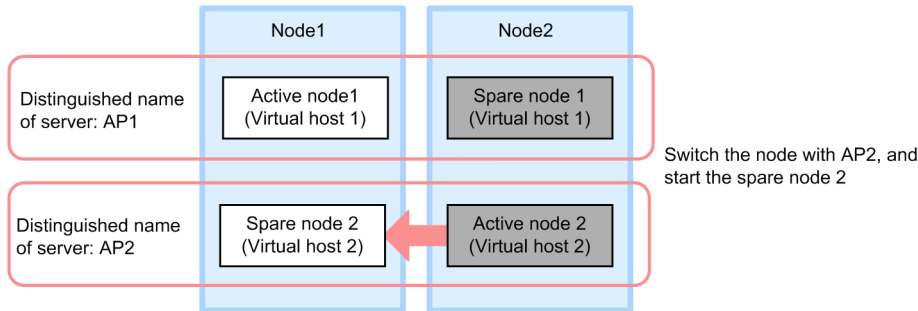 Node1
Node2
Distinguished name
of server: AP1
Active node1
(Virtual host 1)
Spare node 1
(Virtual host 1)
Switch the node with AP2, and
start the spare node 2
Distinguished name
of server: AP2
Spare node 2
(Virtual host 2)
Active node 2
(Virtual host 2)